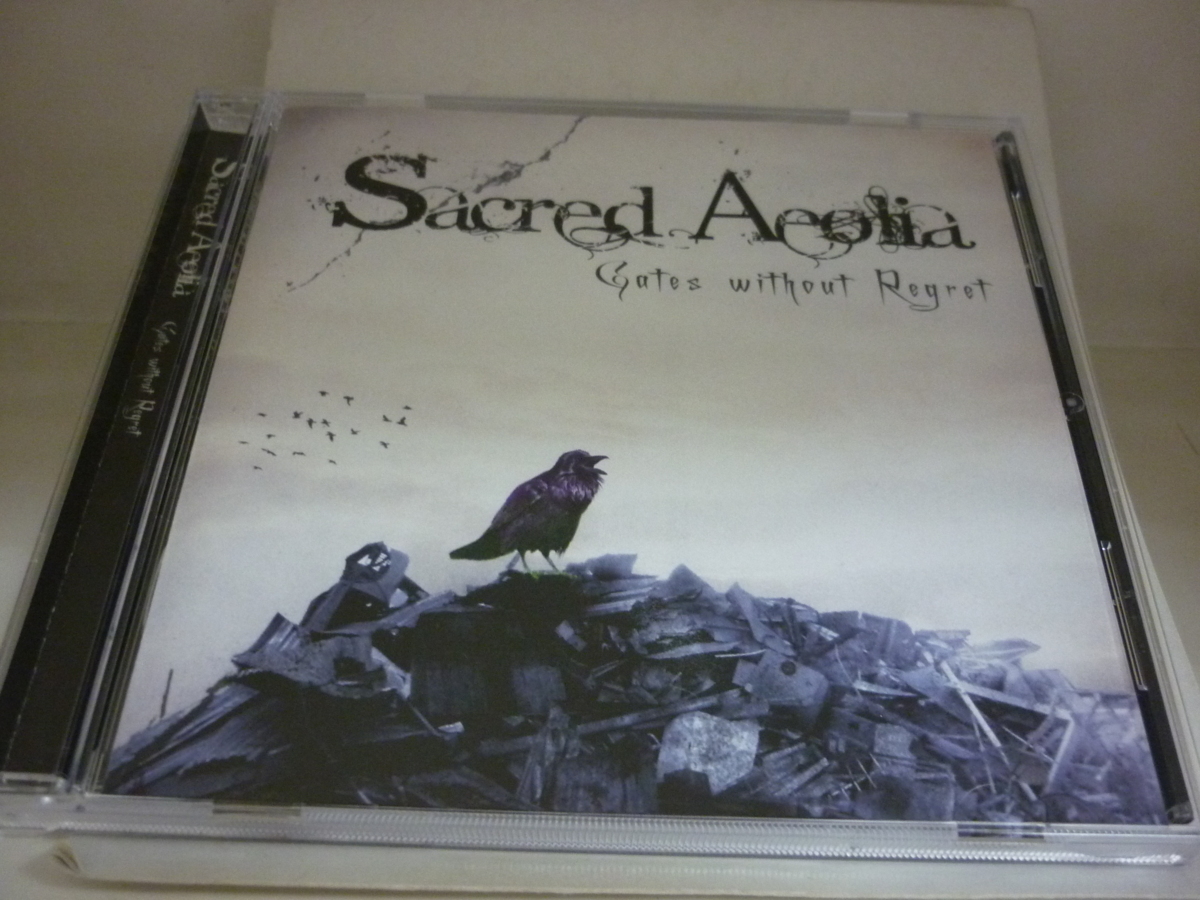 Sacred Aeolia
Gates without Regret
Sacred Aeolia Gates without Regret